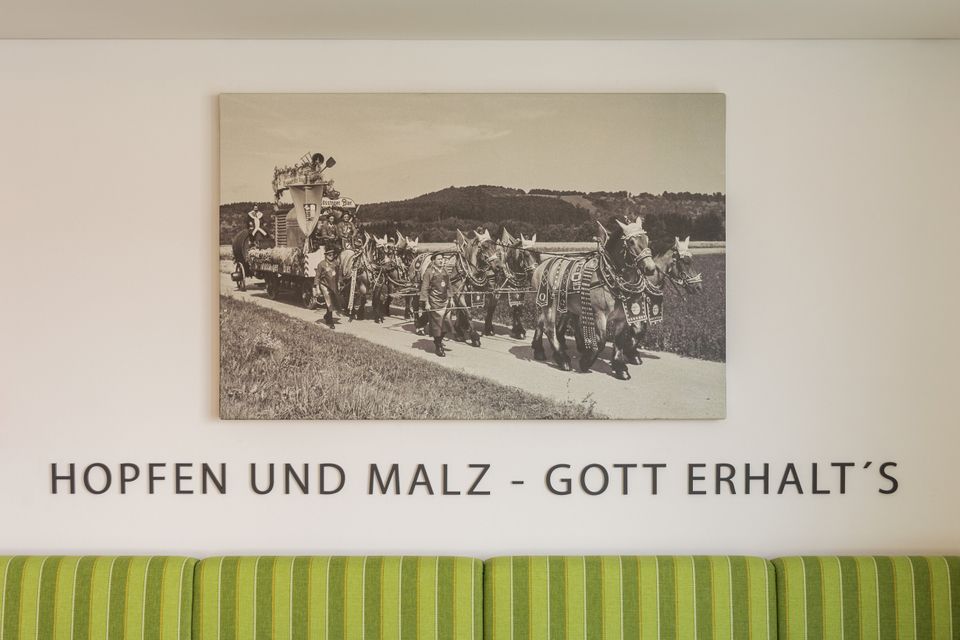 HOPFEN UND MALZ - GOTT ERHALT´S